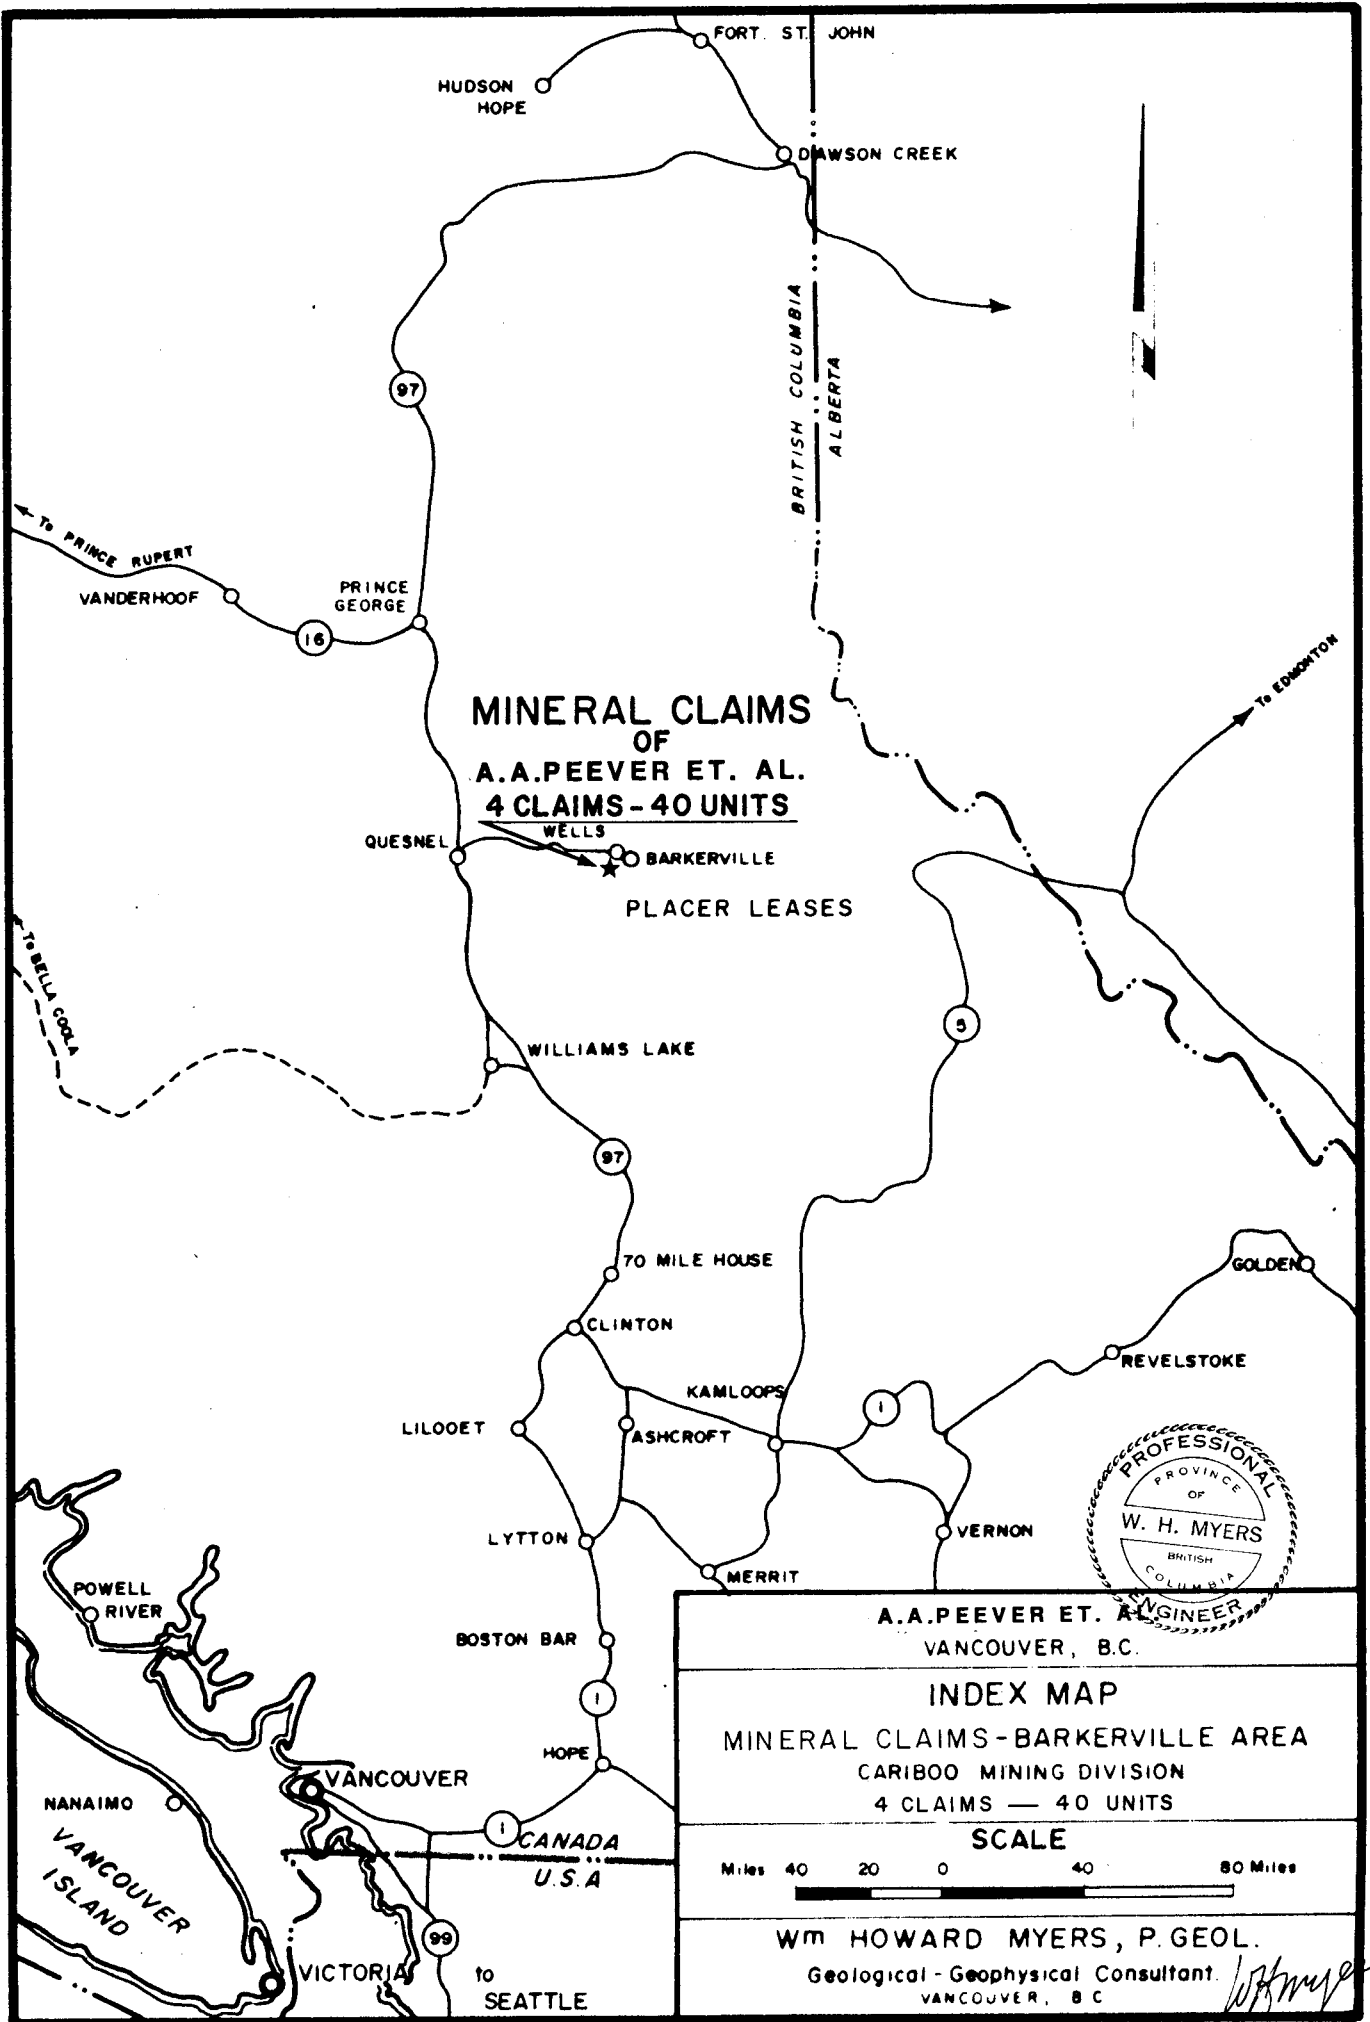 FORT. ST. JOHN
HUDSON
HOPE
DAWSON CREEK
BRITISH COLUMBIA
ALBERTA
97
To PRINCE RUPERT
VANDERHOOF
PRINCE
GEORGE
16
To EDMONTON
MINERAL CLAIMS
OF
A.A.PEEVER ET. AL.
4 CLAIMS - 40 UNITS
WELLS
QUESNEL
BARKERVILLE
PLACER LEASES
To BELLA COOLA
5
WILLIAMS LAKE
97
70 MILE HOUSE
GOLDEN
CLINTON
REVELSTOKE
KAMLOOPS
1
LILOOET
ASHCROFT
LYTTON
VERNON
MERRIT
POWELL
RIVER
BOSTON BAR
1
HOPE
VANCOUVER
NANAIMO
1
CANADA
U.S.A
VANCOUVER
ISLAND
99
VICTORIA
to
SEATTLE
PROFESSIONAL
PROVINCE
OF
W. H. MYERS
BRITISH
COLUMBIA
ENGINEER
A.A.PEEVER ET. AL.
VANCOUVER, B.C.
INDEX MAP
MINERAL CLAIMS - BARKERVILLE AREA
CARIBOO MINING DIVISION
4 CLAIMS — 40 UNITS
SCALE
Miles 40 20 0 40 80 Miles
Wm HOWARD MYERS, P. GEOL.
Geological - Geophysical Consultant.
VANCOUVER, B C
WHMyers